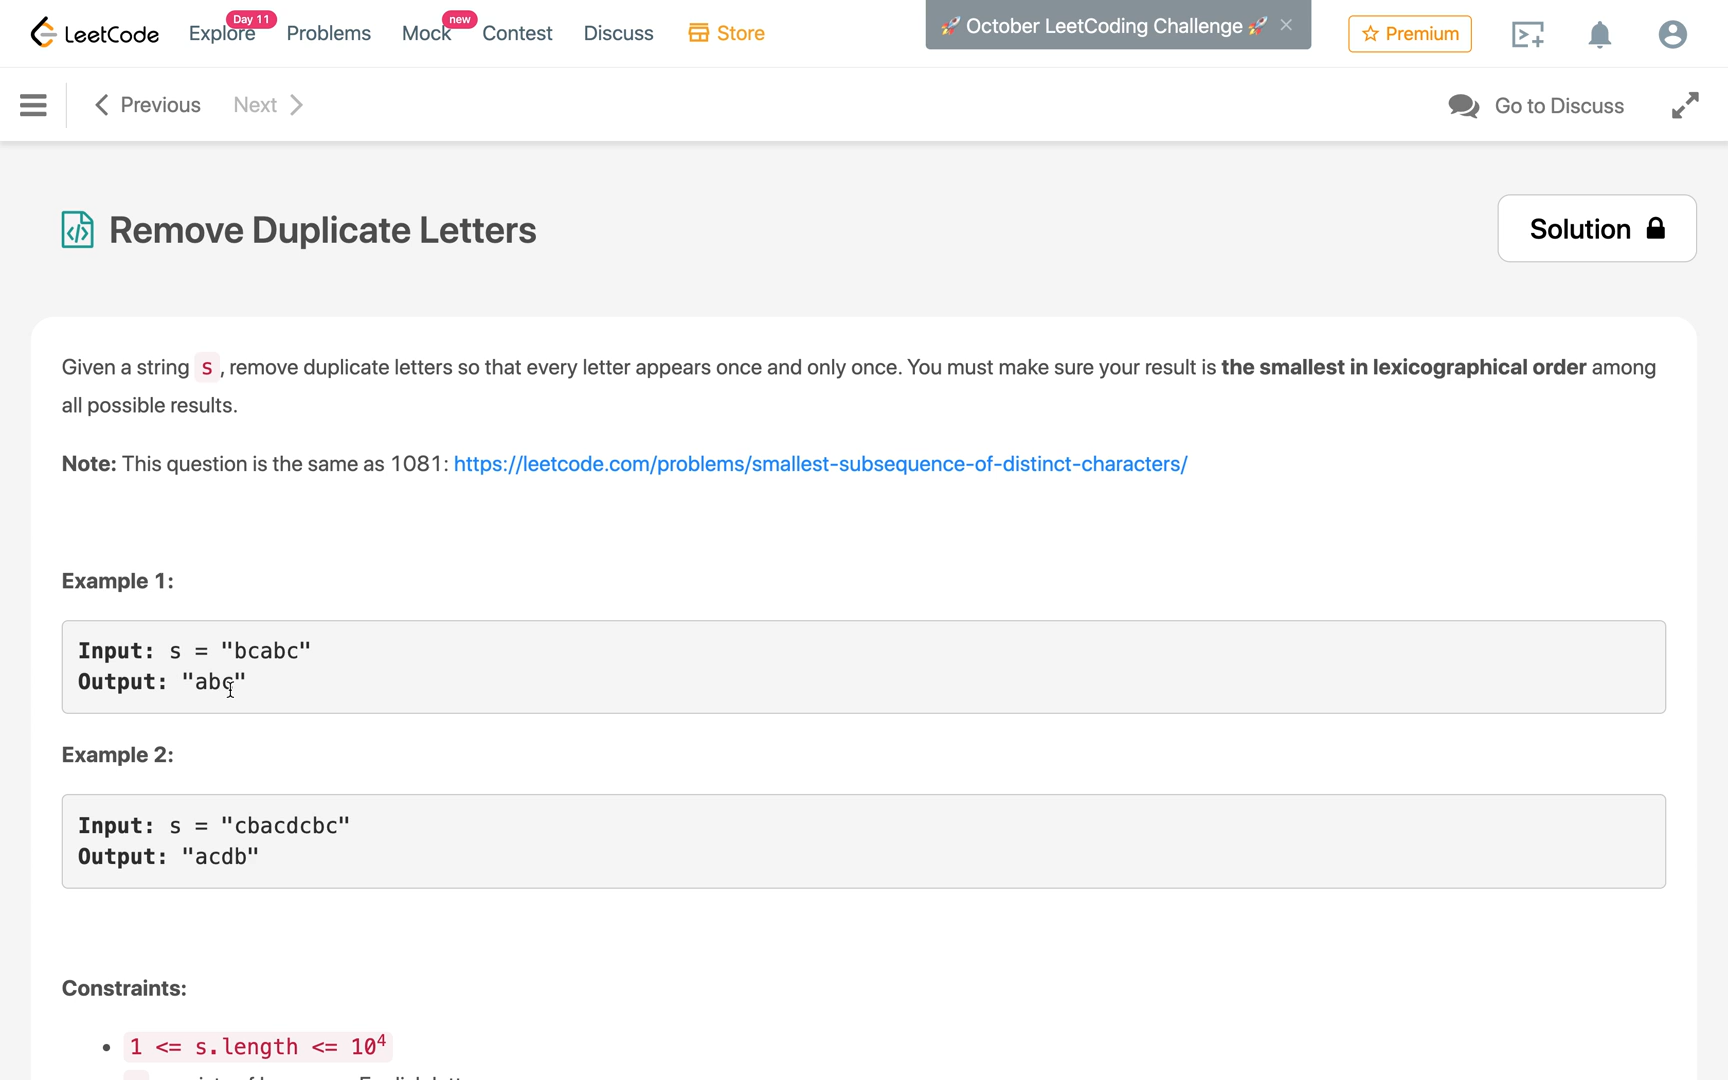 LeetCode Explore Day 11 Problems Mock new Contest Discuss Store 🚀 October LeetCoding Challenge 🚀 × Premium
Previous Next Go to Discuss
Remove Duplicate Letters Solution
Given a string s, remove duplicate letters so that every letter appears once and only once. You must make sure your result is the smallest in lexicographical order among
all possible results.
Note: This question is the same as 1081: https://leetcode.com/problems/smallest-subsequence-of-distinct-characters/
Example 1:
Input: s = "bcabc"
Output: "abc"
Example 2:
Input: s = "cbacdcbc"
Output: "acdb"
Constraints:
• 1 <= s.length <= 10⁴